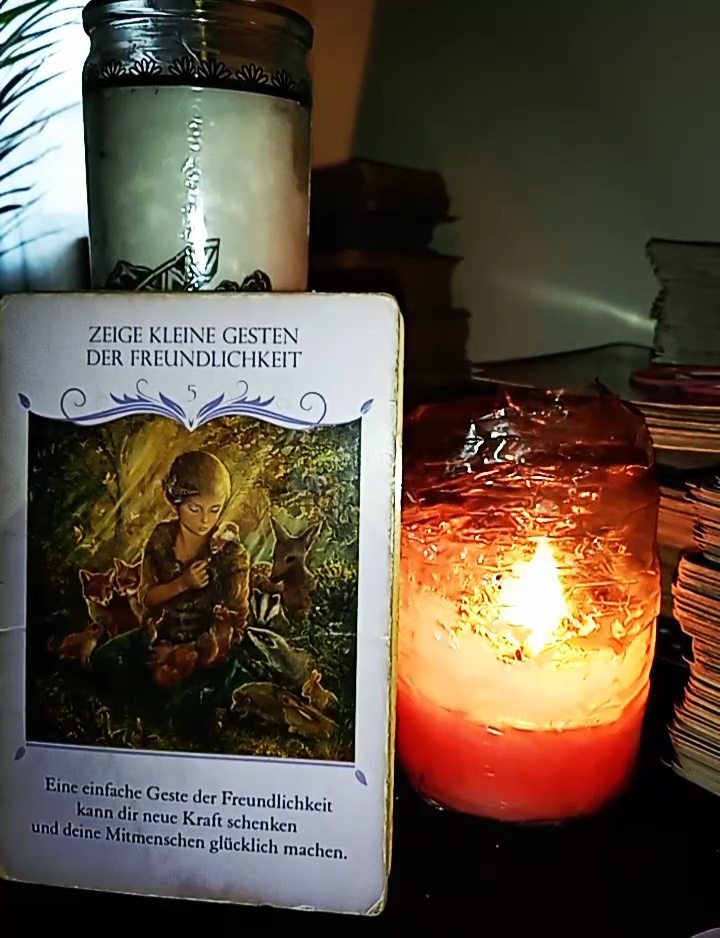 ZEIGE KLEINE GESTEN
DER FREUNDLICHKEIT
5
Eine einfache Geste der Freundlichkeit
kann dir neue Kraft schenken
und deine Mitmenschen glücklich machen.